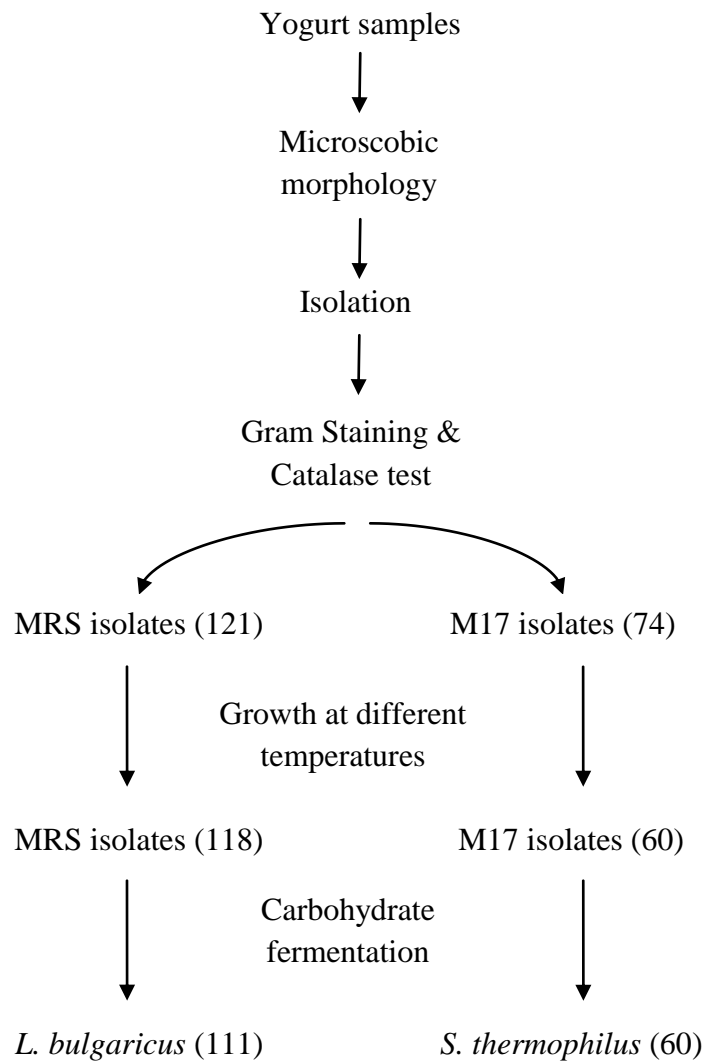 Yogurt samples
Microscobic
morphology
Isolation
Gram Staining &
Catalase test
MRS isolates (121)
M17 isolates (74)
Growth at different
temperatures
MRS isolates (118)
M17 isolates (60)
Carbohydrate
fermentation
L. bulgaricus (111)
S. thermophilus (60)